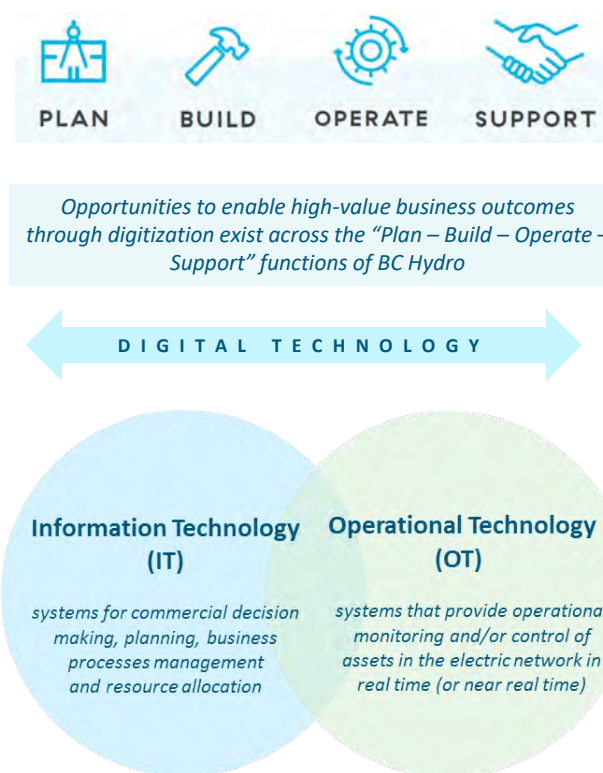 PLAN BUILD OPERATE SUPPORT
Opportunities to enable high-value business outcomes
through digitization exist across the “Plan – Build – Operate –
Support” functions of BC Hydro
DIGITAL TECHNOLOGY
Information Technology
(IT)
systems for commercial decision
making, planning, business
processes management
and resource allocation
Operational Technology
(OT)
systems that provide operationa
monitoring and/or control of
assets in the electric network in
real time (or near real time)